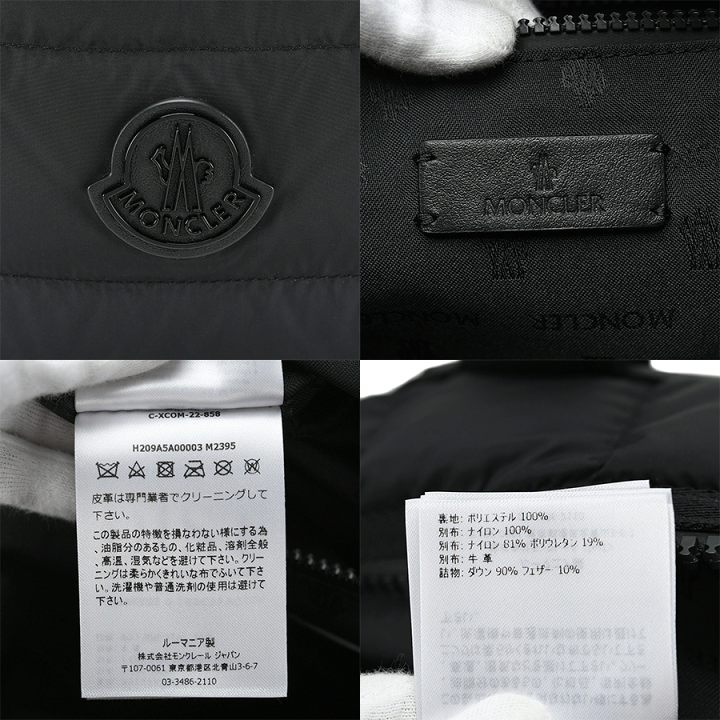 MONCLER
MONCLER
MONCLER
C-XCOM-22-858
H209A5A00003 M2395
皮革は専門業者でクリーニングして
下さい。
この製品の特徴を損なわない様にする為
、油脂分のあるもの、化粧品、溶剤全般
、高温、湿気などを避けて下さい。クリー
ニングは柔らかくきれいな布でふいて下さ
い。洗濯機や普通洗剤の使用は避けて
下さい。
ルーマニア製
株式会社モンクレール ジャパン
〒107-0061 東京都港区北青山3-6-7
03-3486-2110
裏地: ポリエステル 100%
別布: ナイロン 100%
別布: ナイロン 81% ポリウレタン 19%
別布: 牛 革
詰物: ダウン 90% フェザー 10%